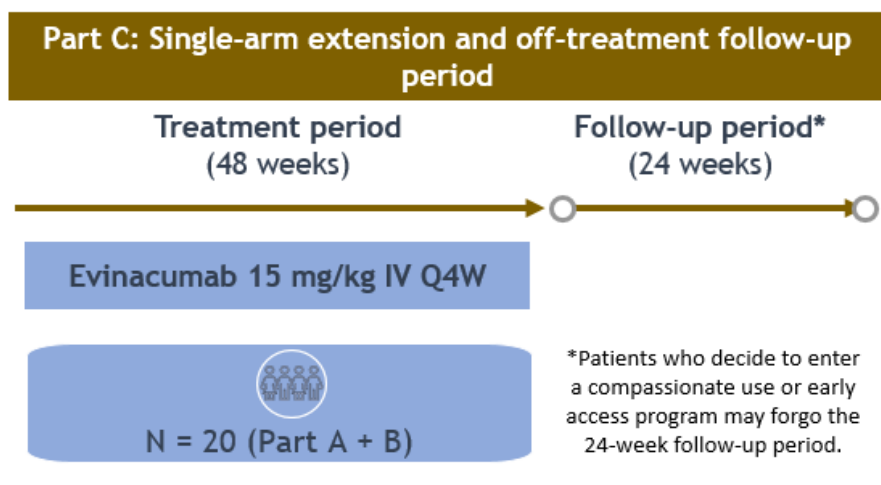 Part C: Single-arm extension and off-treatment follow-up
period
Treatment period
(48 weeks)
Follow-up period*
(24 weeks)
Evinacumab 15 mg/kg IV Q4W
N = 20 (Part A + B)
*Patients who decide to enter
a compassionate use or early
access program may forgo the
24-week follow-up period.